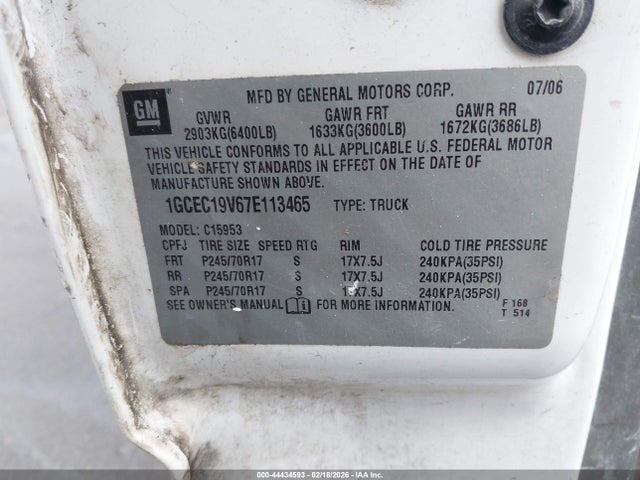 MFD BY GENERAL MOTORS CORP. 07/06
GM
GVWR GAWR FRT GAWR RR
2903KG(6400LB) 1633KG(3600LB) 1672KG(3686LB)
THIS VEHICLE CONFORMS TO ALL APPLICABLE U.S. FEDERAL MOTOR
VEHICLE SAFETY STANDARDS IN EFFECT ON THE DATE OF
MANUFACTURE SHOWN ABOVE.
1GCEC19V67E113465 TYPE: TRUCK
MODEL: C15953
CPFJ TIRE SIZE SPEED RTG RIM COLD TIRE PRESSURE
FRT P245/70R17 S 17X7.5J 240KPA(35PSI)
RR P245/70R17 S 17X7.5J 240KPA(35PSI)
SPA P245/70R17 S 17X7.5J 240KPA(35PSI)
SEE OWNER'S MANUAL FOR MORE INFORMATION.
F 168
T 514
000 - 44434593 - 02/18/2026 - IAA Inc.